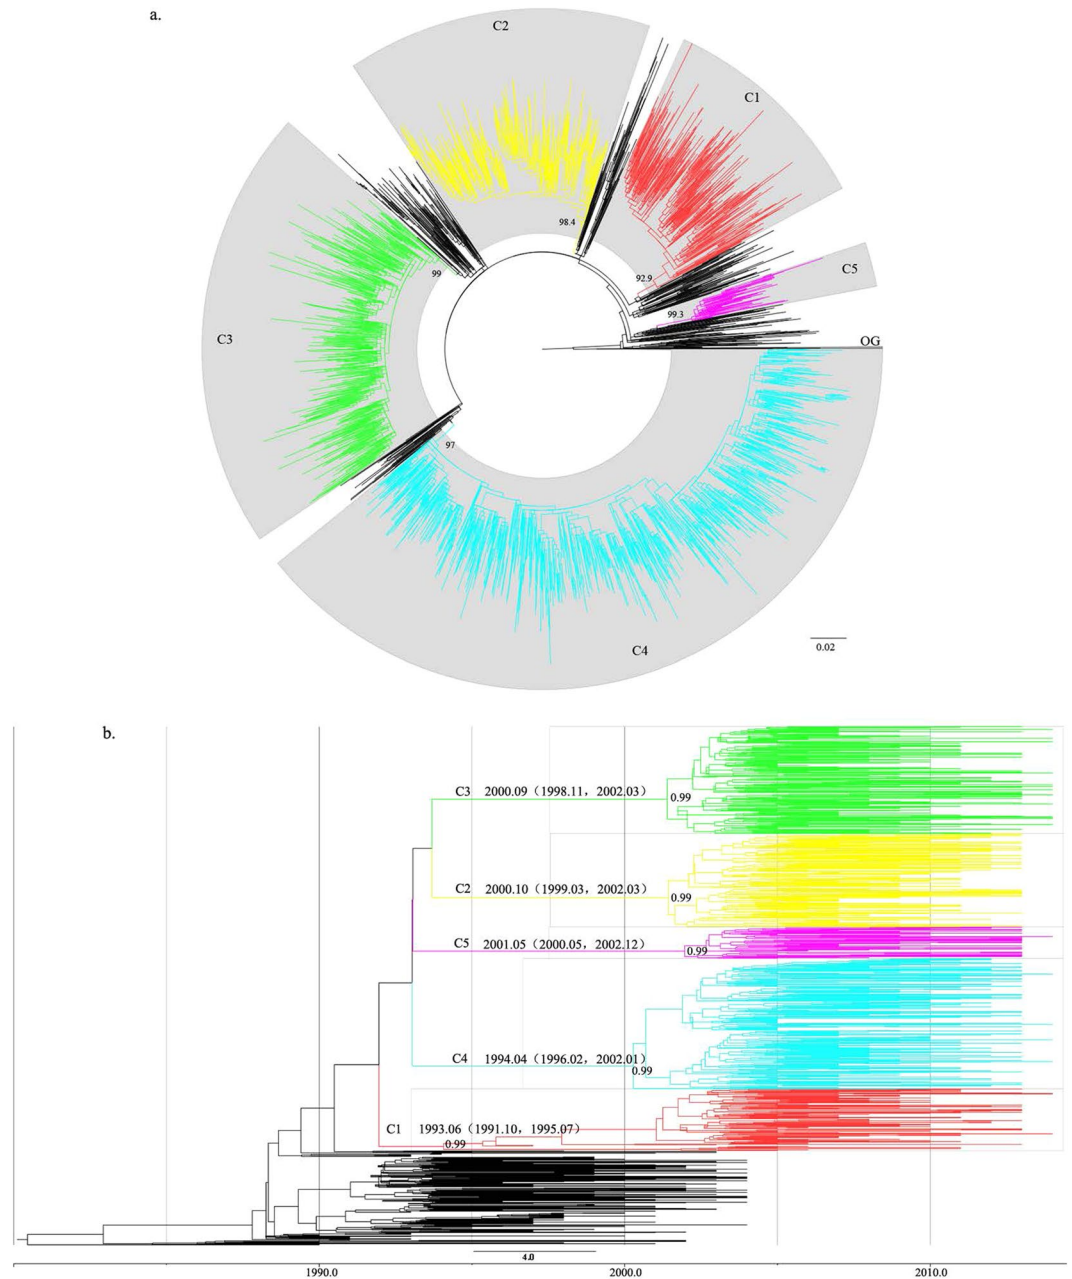 a.
C2
C1
98.4
C5
99
92.9
99.3
C3
OG
97
C4
0.02
b.
C3 2000.09（1998.11，2002.03）
0.99
C2 2000.10（1999.03，2002.03）
0.99
C5 2001.05（2000.05，2002.12）
0.99
C4 1994.04（1996.02，2002.01）
0.99
C1 1993.06（1991.10，1995.07）
0.99
4.0
1990.0 2000.0 2010.0